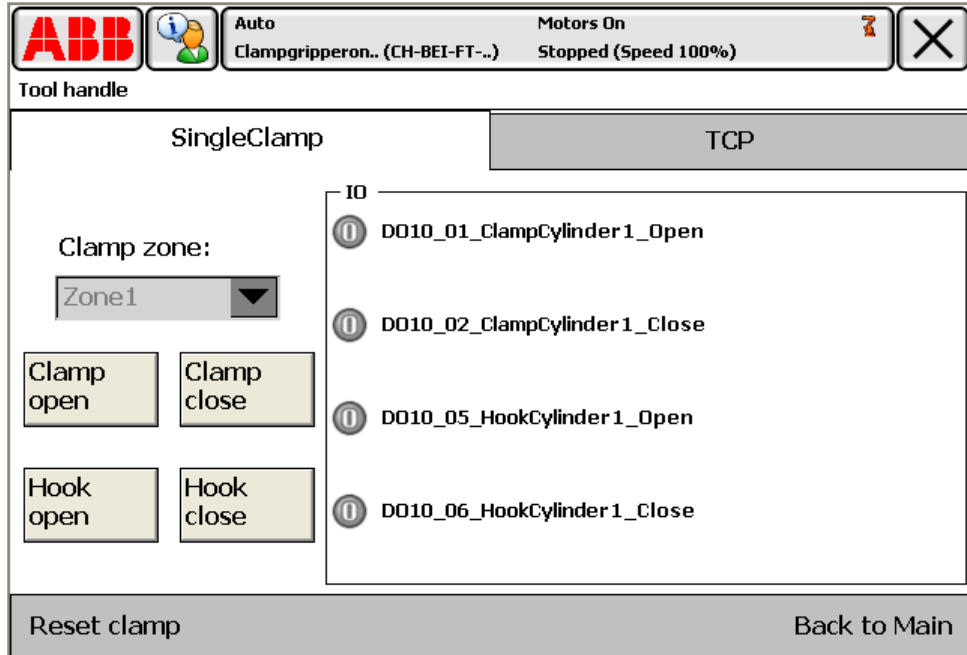 ABB
Auto
Motors On
Clampgripperon.. (CH-BEI-FT-..)
Stopped (Speed 100%)
Tool handle
SingleClamp
TCP
Clamp zone:
Zone1
Clamp
open
Clamp
close
Hook
open
Hook
close
IO
DO10_01_ClampCylinder1_Open
DO10_02_ClampCylinder1_Close
DO10_05_HookCylinder1_Open
DO10_06_HookCylinder1_Close
Reset clamp
Back to Main